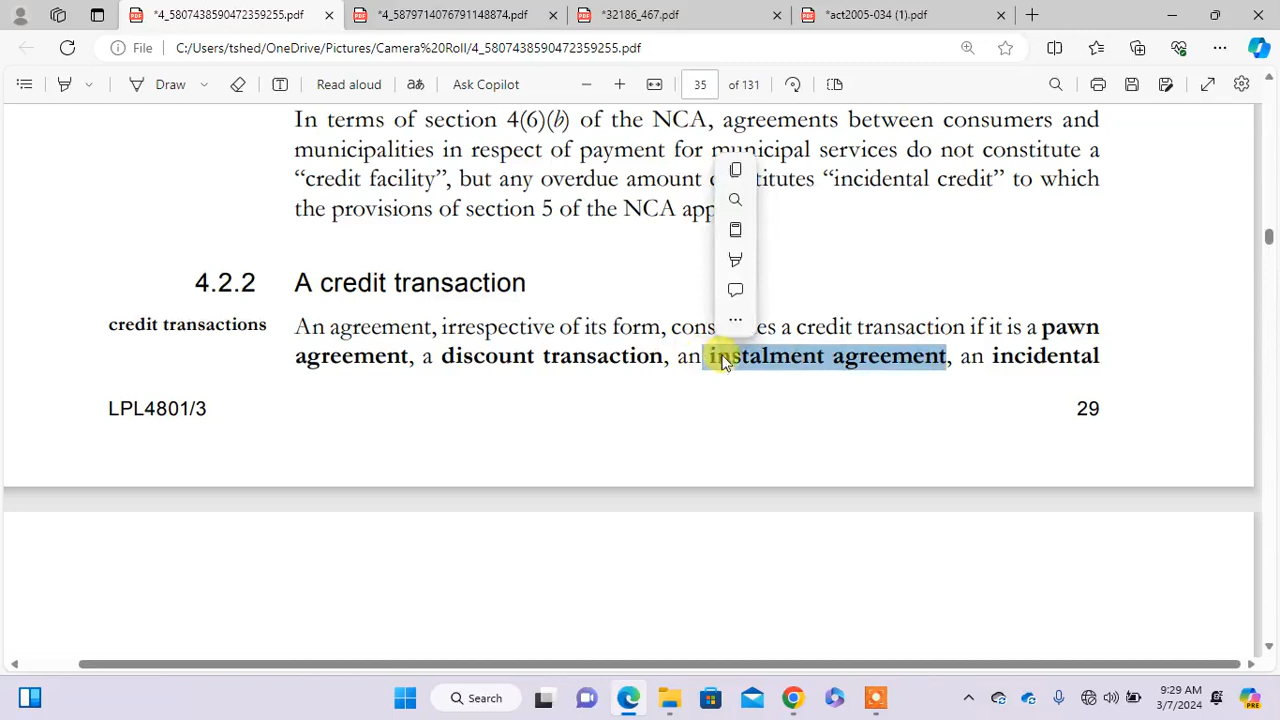 *4_5807438590472359255.pdf
*4_5879714076791148874.pdf
*32186_467.pdf
*act2005-034 (1).pdf
File
C:/Users/tshed/OneDrive/Pictures/Camera%20Roll/4_5807438590472359255.pdf
Draw
Read aloud
Ask Copilot
35
of 131
In terms of section 4(6)(b) of the NCA, agreements between consumers and
municipalities in respect of payment for municipal services do not constitute a
“credit facility”, but any overdue amount titutes “incidental credit” to which
the provisions of section 5 of the NCA app
4.2.2 A credit transaction
credit transactions
An agreement, irrespective of its form, cons es a credit transaction if it is a pawn
agreement, a discount transaction, an instalment agreement, an incidental
LPL4801/3
29
Search
9:29 AM
3/7/2024
PRE